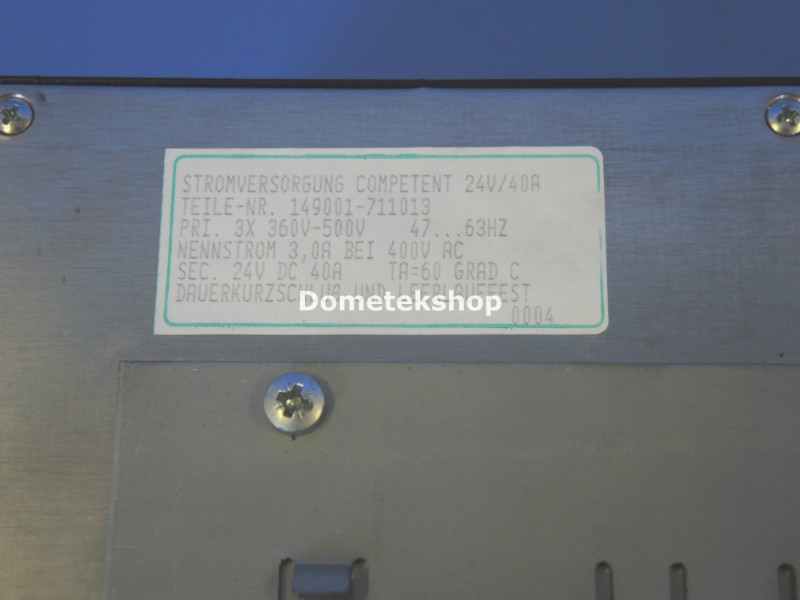 STROMVERSORGUNG COMPETENT 24V/40A
TEILE-NR. 149001-711013
PRI. 3X 360V-500V 47...63HZ
NENNSTROM 3,0A BEI 400V AC
SEC. 24V DC 40A TA=60 GRAD C
UND
Dometekshop
0004